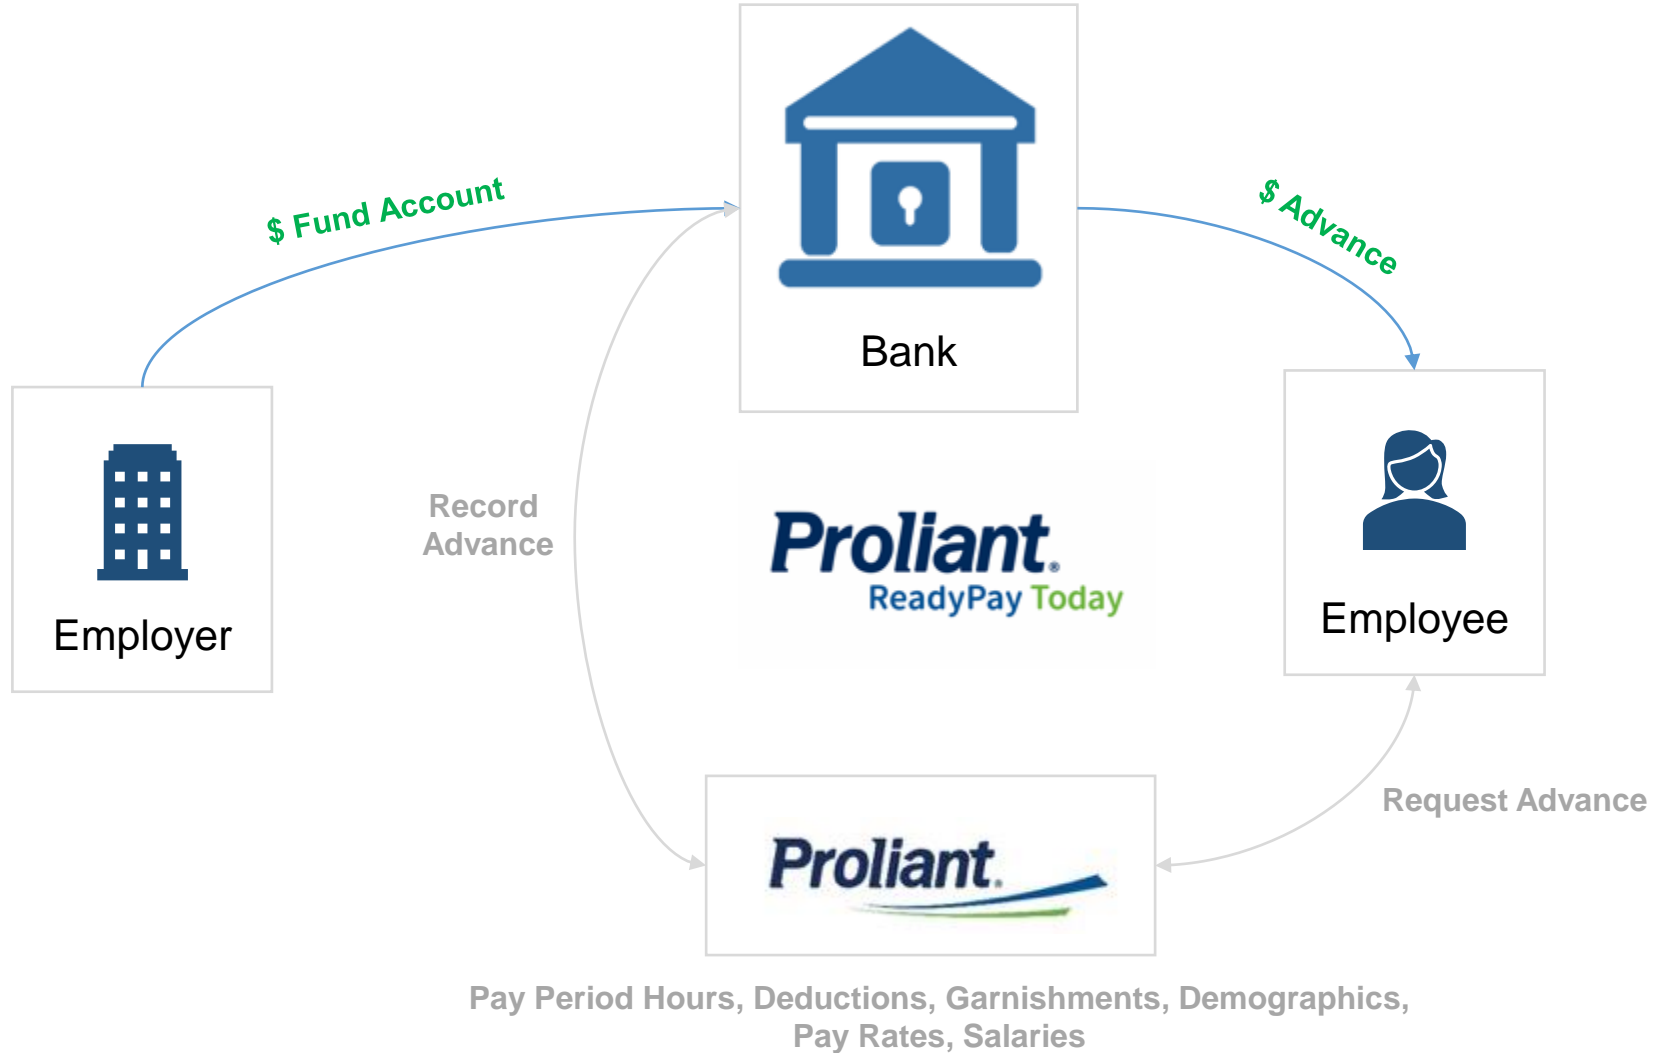 $ Fund Account
$ Advance
Bank
Employer
Record
Advance
Proliant®
ReadyPay Today
Employee
Request Advance
Proliant®
Pay Period Hours, Deductions, Garnishments, Demographics,
Pay Rates, Salaries